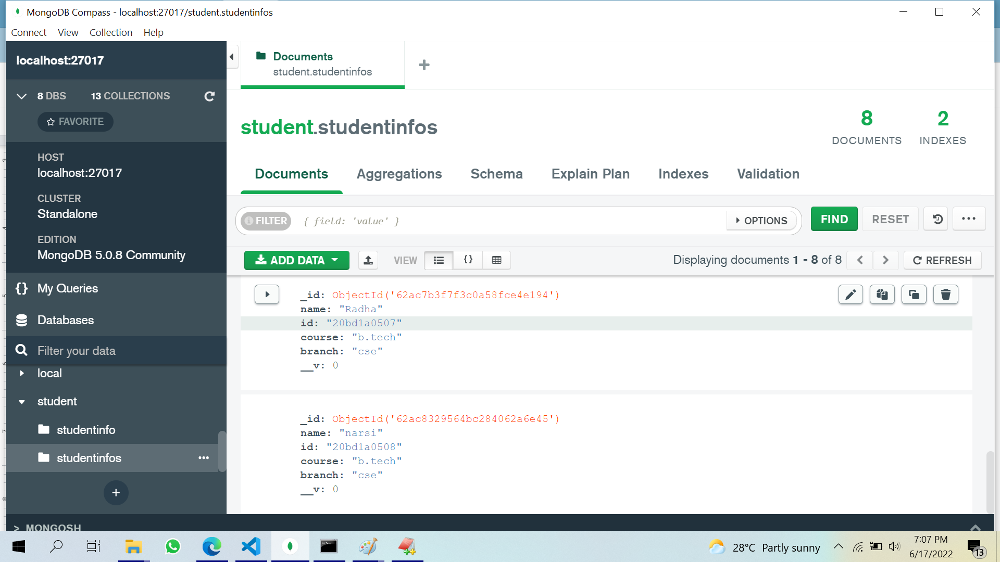 MongoDB Compass - localhost:27017/student.studentinfos
Connect View Collection Help
localhost:27017
8 DBS 13 COLLECTIONS
FAVORITE
HOST
localhost:27017
CLUSTER
Standalone
EDITION
MongoDB 5.0.8 Community
My Queries
Databases
Filter your data
local
student
studentinfo
studentinfos
Documents
student.studentinfos
student.studentinfos
8
DOCUMENTS
2
INDEXES
Documents Aggregations Schema Explain Plan Indexes Validation
FILTER { field: 'value' } OPTIONS FIND RESET
ADD DATA VIEW Displaying documents 1 - 8 of 8 REFRESH
_id: ObjectId('62ac7b3f7f3c0a58fce4e194')
name: "Radha"
id: "20bd1a0507"
course: "b.tech"
branch: "cse"
__v: 0
_id: ObjectId('62ac8329564bc284062a6e45')
name: "narsi"
id: "20bd1a0508"
course: "b.tech"
branch: "cse"
__v: 0
>_MONGOSH
28°C Partly sunny
7:07 PM
6/17/2022
13